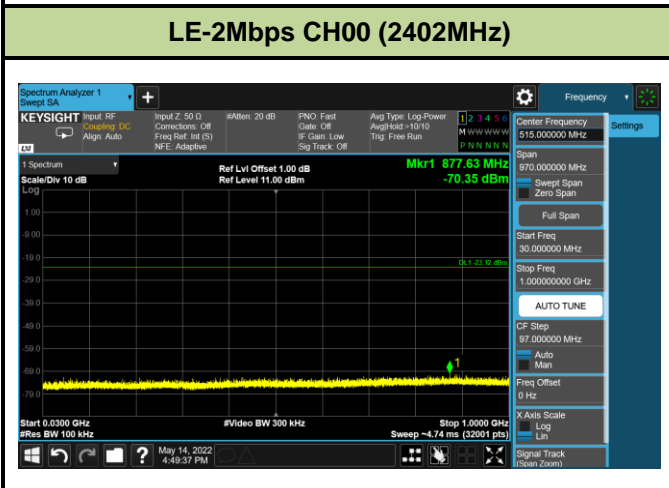 LE-2Mbps CH00 (2402MHz)
Spectrum Analyzer 1
Swept SA
+
Frequency
KEYSIGHT
Input: RF
Coupling: DC
Align: Auto
Input Z: 50 Ω
Corrections: Off
Freq Ref: Int (S)
NFE: Adaptive
#Atten: 20 dB
PNO: Fast
Gate: Off
IF Gain: Low
Sig Track: Off
Avg Type: Log-Power
Avg|Hold:>10/10
Trig: Free Run
1 2 3 4 5 6
M W W W W W
P N N N N N
LXI
1 Spectrum
Scale/Div 10 dB
Log
Ref Lvl Offset 1.00 dB
Ref Level 11.00 dBm
Mkr1 877.63 MHz
-70.35 dBm
1.00
-9.00
-19.0
DL1 -23.12 dBm
-29.0
-39.0
-49.0
-59.0
1
-69.0
-79.0
Start 0.0300 GHz
#Video BW 300 kHz
Stop 1.0000 GHz
#Res BW 100 kHz
Sweep ~4.74 ms (32001 pts)
?
May 14, 2022
4:49:37 PM
Center Frequency
515.000000 MHz
Settings
Span
970.000000 MHz
Swept Span
Zero Span
Full Span
Start Freq
30.000000 MHz
Stop Freq
1.000000000 GHz
AUTO TUNE
CF Step
97.000000 MHz
Auto
Man
Freq Offset
0 Hz
X Axis Scale
Log
Lin
Signal Track
(Span Zoom)